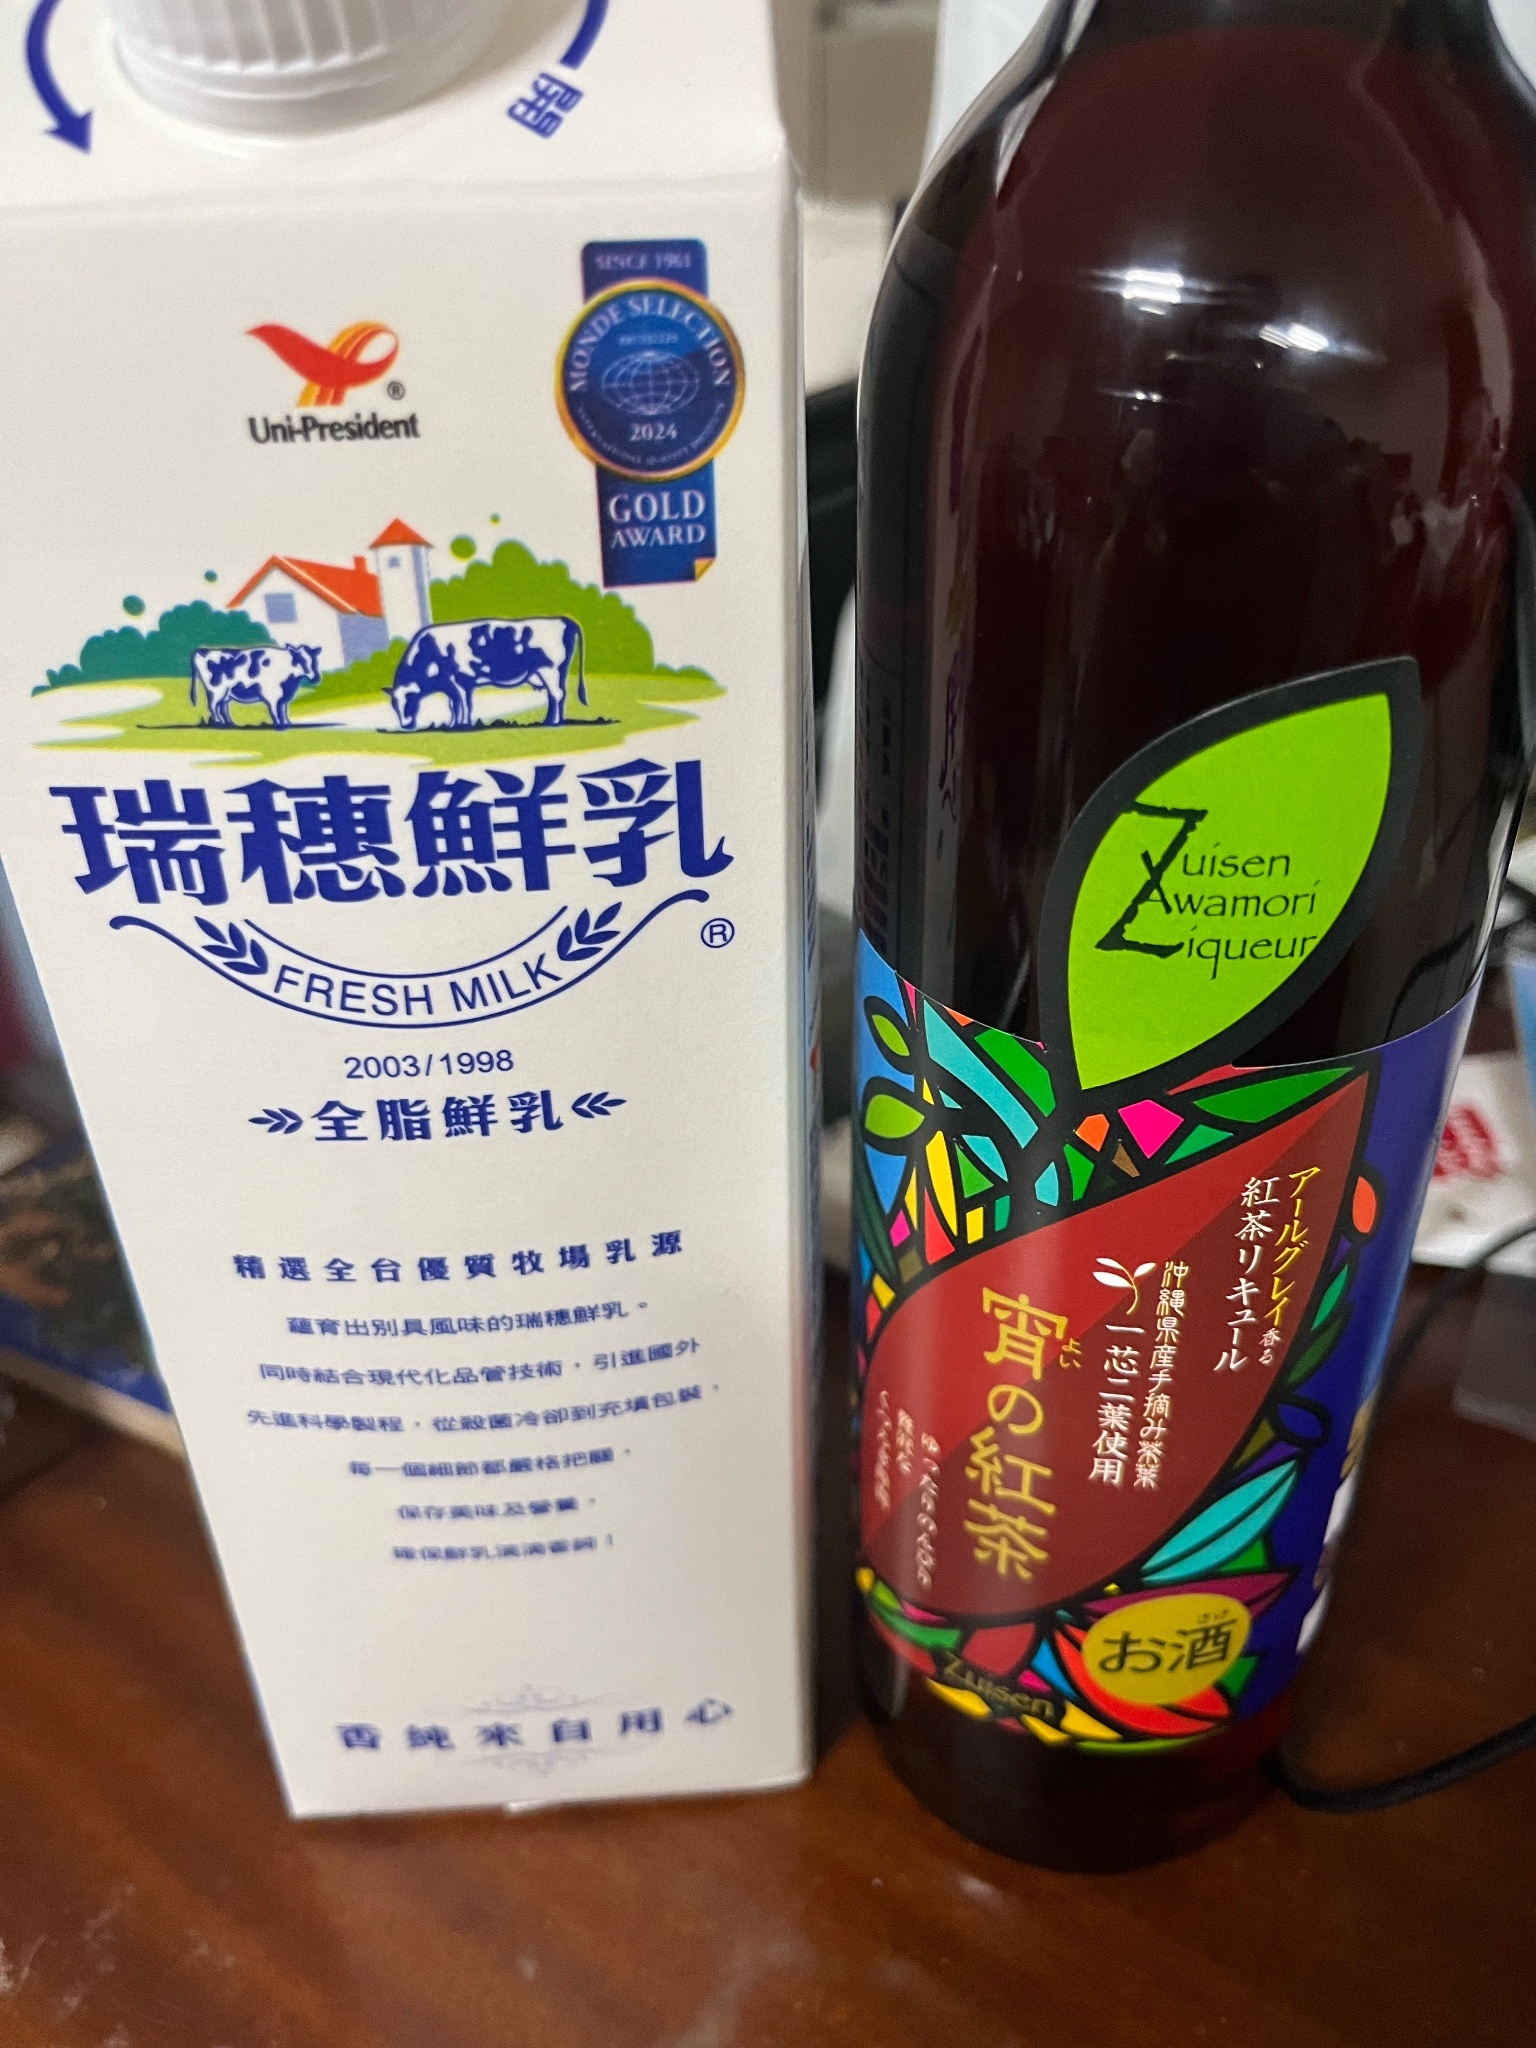 開
Uni-President®
SINCE 1961
MONDE SELECTION
2024
GOLD
AWARD
瑞穗鮮乳
®
FRESH MILK
2003/1998
全脂鮮乳
精選全台優質牧場乳源
蘊育出別具風味的瑞穗鮮乳。
同時結合現代化品管技術，引進國外
先進科學製程，從殺菌冷卻到充填包裝，
每一個細節都嚴格把關，
保存美味及營養，
確保鮮乳滴滴香純！
香純來自用心
Zuisen
Awamori
Liqueur
アールグレイ香る
紅茶リキュール
沖縄県産手摘み茶葉
一芯二葉使用
宵の紅茶
よい
お酒
さけ
Zuisen